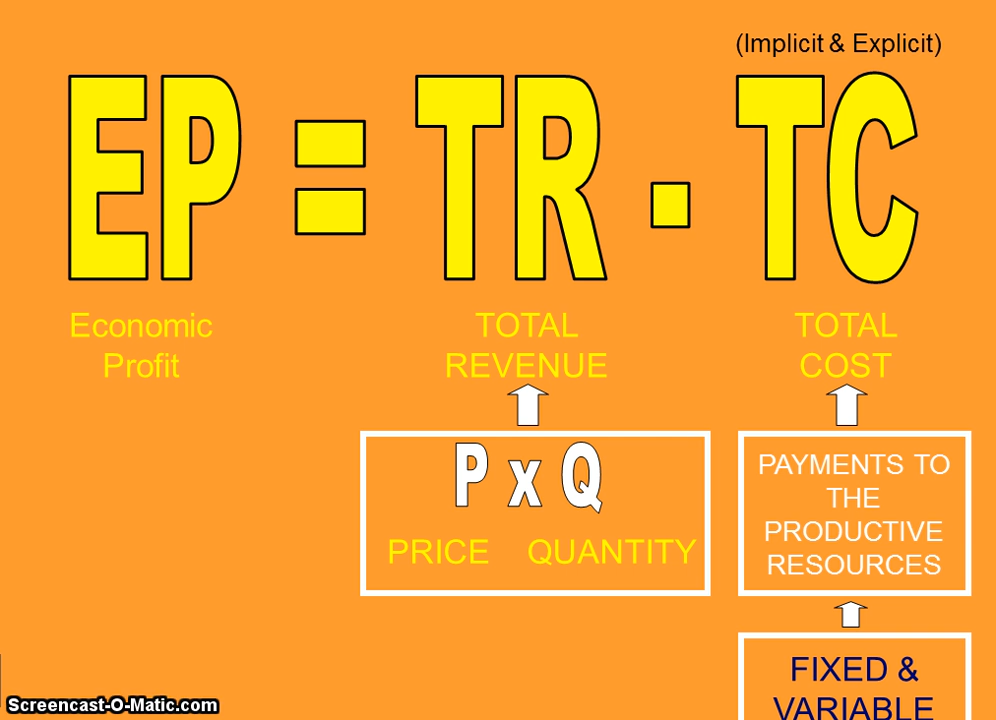 (Implicit & Explicit)
EP = TR - TC
Economic
Profit
TOTAL
REVENUE
TOTAL
COST
P x Q
PRICE QUANTITY
PAYMENTS TO
THE
PRODUCTIVE
RESOURCES
FIXED &
VARIABLE
Screencast-O-Matic.com